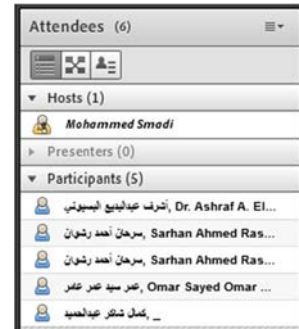 Attendees (6)
Hosts (1)
Mohammed Smadi
Presenters (0)
Participants (5)
أشرف عبدالبديع البسيوني, Dr. Ashraf A. El...
سرحان أحمد رشوان, Sarhan Ahmed Ras...
سرحان أحمد رشوان, Sarhan Ahmed Ras...
عمر سيد عمر عامر, Omar Sayed Omar ...
كمال شاكر عبدالحميد, _